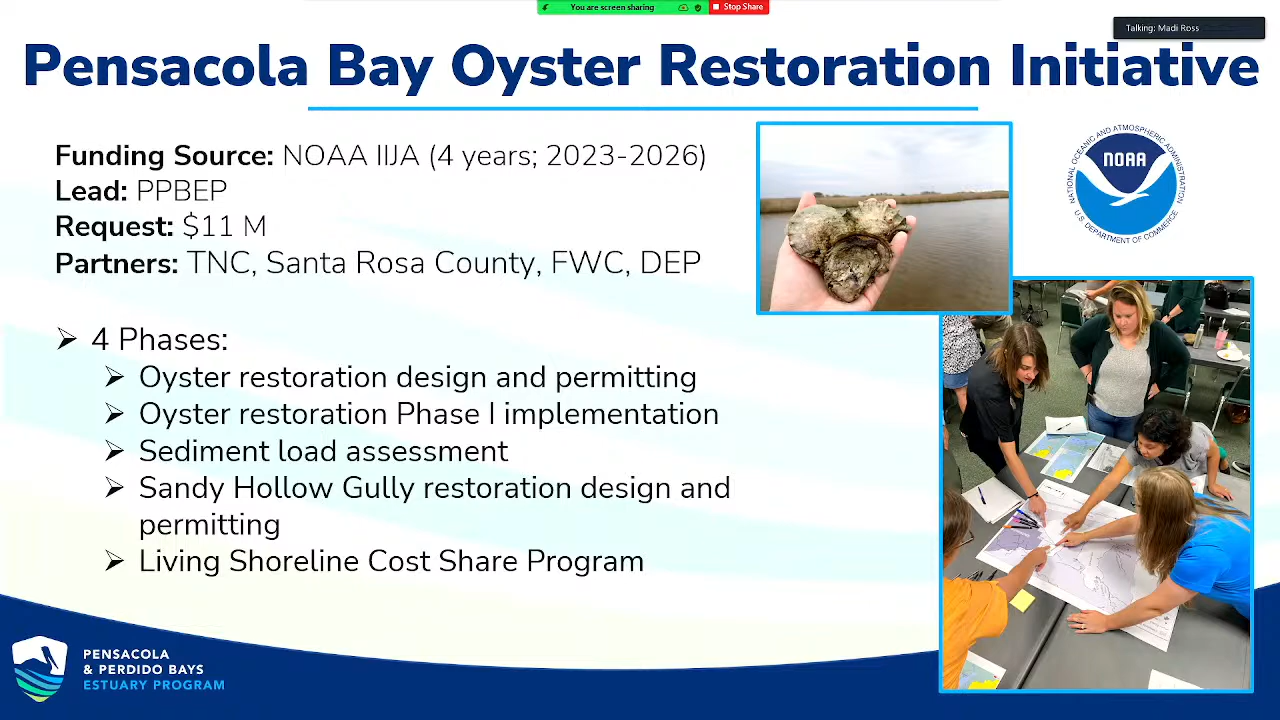 You are screen sharing
Stop Share
Talking: Madi Ross
Pensacola Bay Oyster Restoration Initiative
Funding Source: NOAA IIJA (4 years; 2023-2026)
Lead: PPBEP
Request: $11 M
Partners: TNC, Santa Rosa County, FWC, DEP
4 Phases:
Oyster restoration design and permitting
Oyster restoration Phase I implementation
Sediment load assessment
Sandy Hollow Gully restoration design and
permitting
Living Shoreline Cost Share Program
NATIONAL OCEANIC AND ATMOSPHERIC ADMINISTRATION
NOAA
U.S. DEPARTMENT OF COMMERCE
PENSACOLA
& PERDIDO BAYS
ESTUARY PROGRAM